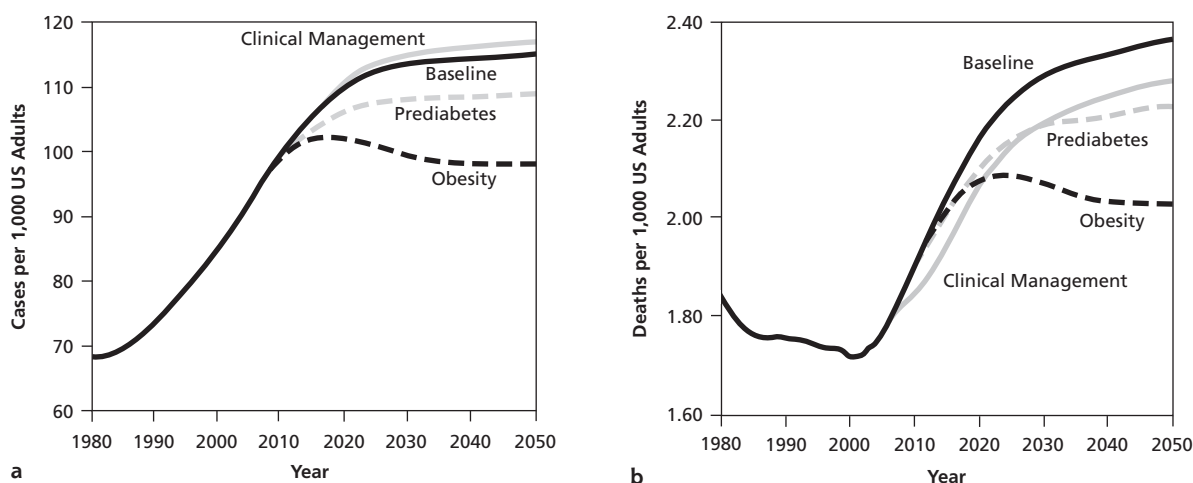 120
110
100
90
80
70
60
Cases per 1,000 US Adults
Clinical Management
Baseline
Prediabetes
Obesity
1980 1990 2000 2010 2020 2030 2040 2050
Year
a
2.40
2.20
2.00
1.80
1.60
Deaths per 1,000 US Adults
Baseline
Prediabetes
Obesity
Clinical Management
1980 1990 2000 2010 2020 2030 2040 2050
Year
b